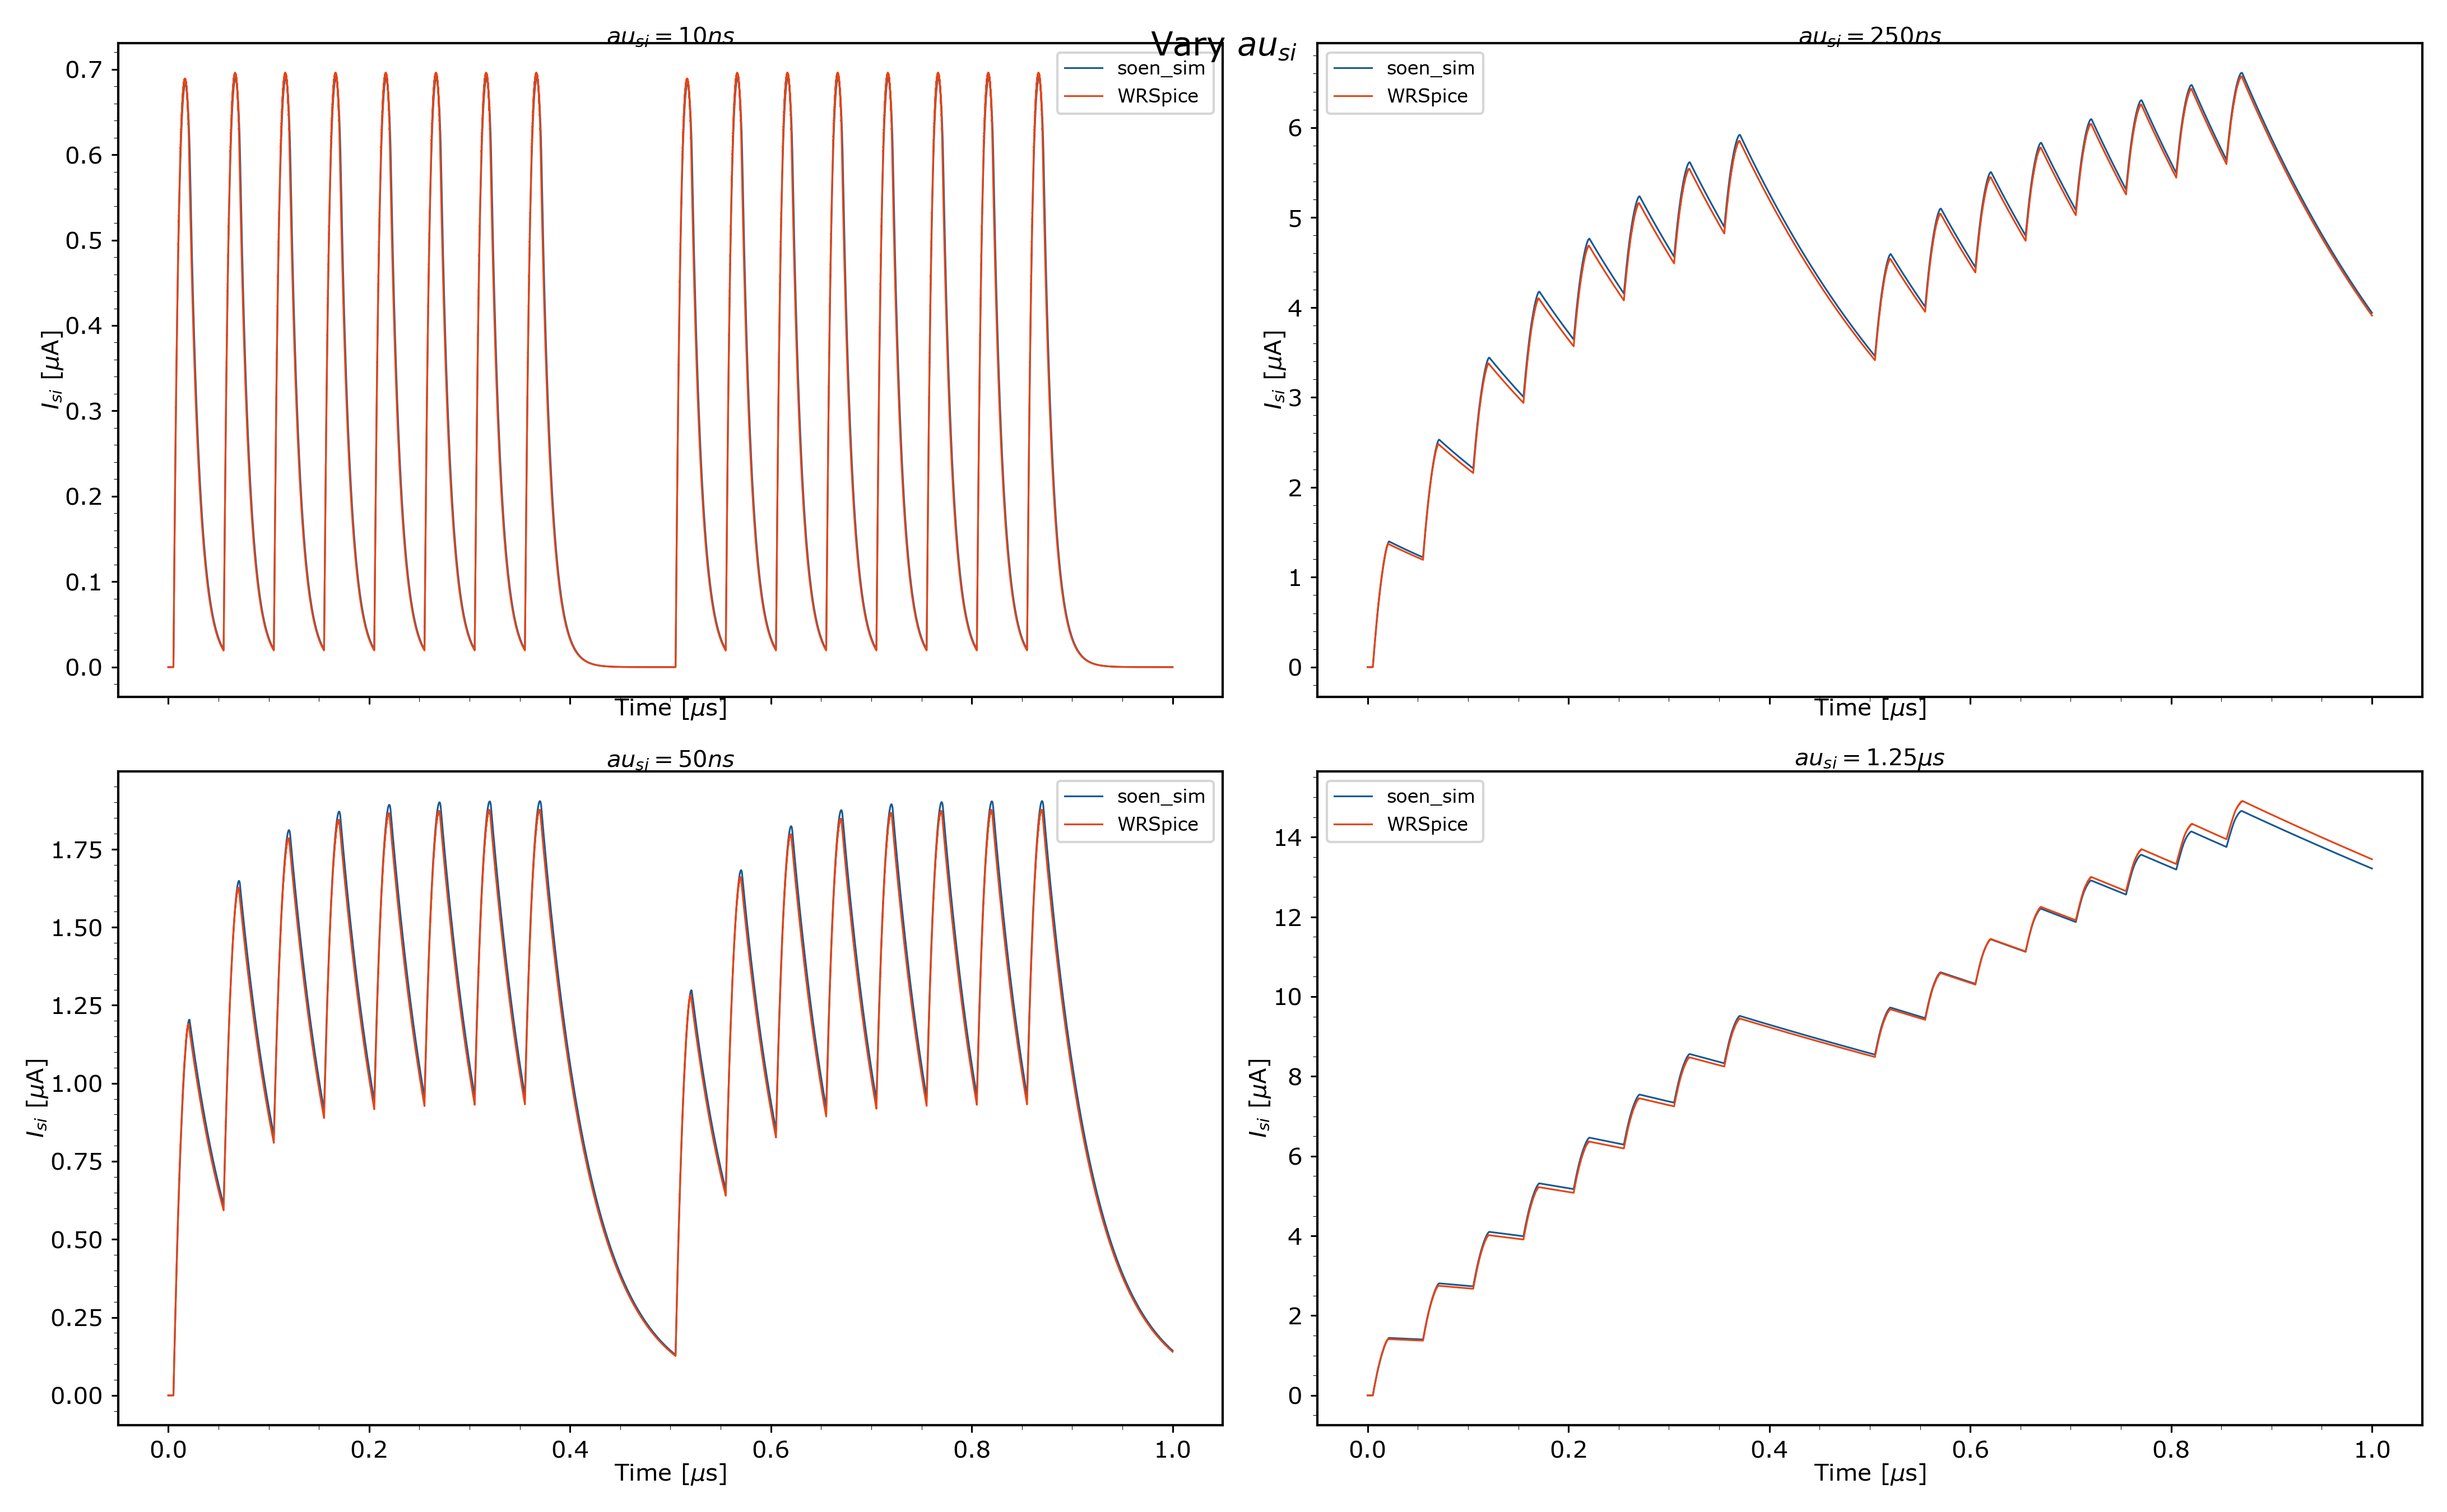 Vary au_si
au_si = 10ns
soen_sim
WRSpice
I_si [μA]
0.7
0.6
0.5
0.4
0.3
0.2
0.1
0.0
Time [μs]
au_si = 250ns
soen_sim
WRSpice
I_si [μA]
6
5
4
3
2
1
0
Time [μs]
au_si = 50ns
soen_sim
WRSpice
I_si [μA]
1.75
1.50
1.25
1.00
0.75
0.50
0.25
0.00
0.0 0.2 0.4 0.6 0.8 1.0
Time [μs]
au_si = 1.25μs
soen_sim
WRSpice
I_si [μA]
14
12
10
8
6
4
2
0
0.0 0.2 0.4 0.6 0.8 1.0
Time [μs]